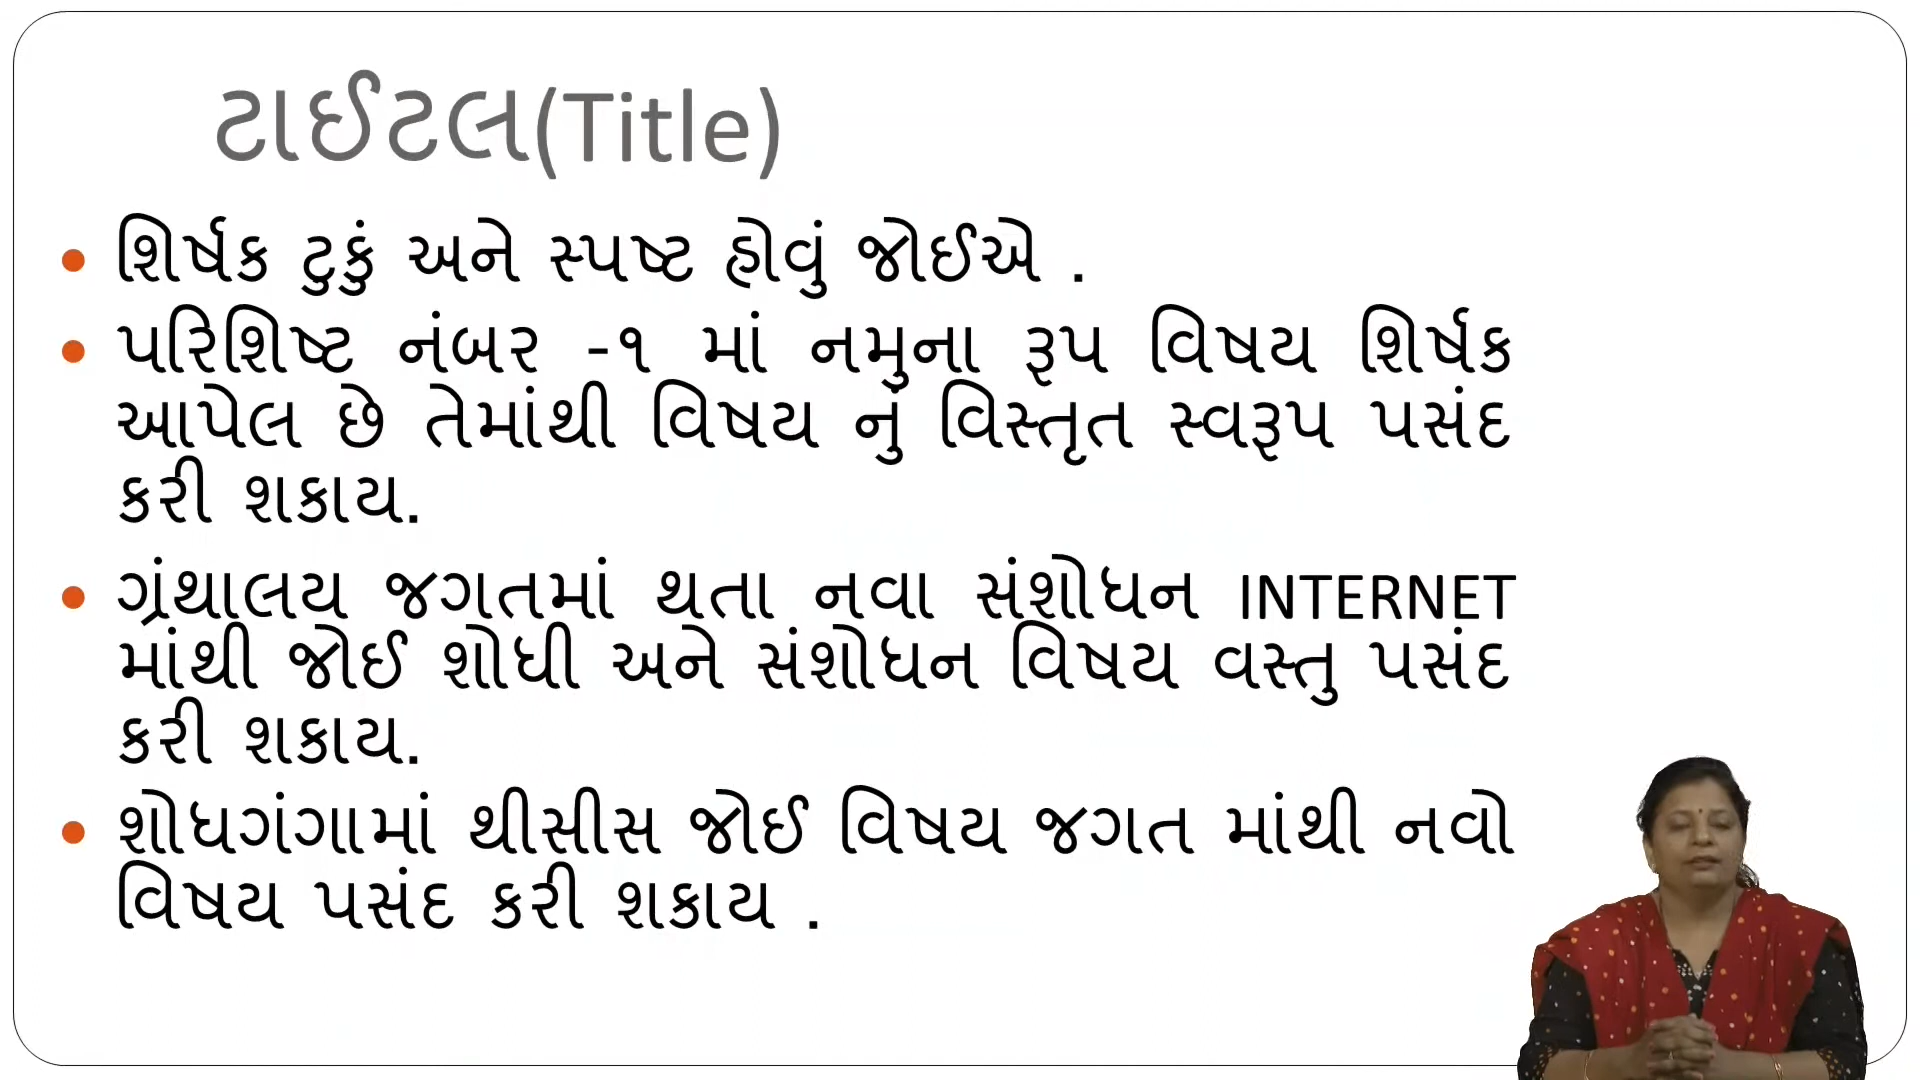 ટાઈટલ(Title)
• શિર્ષક ટુકું અને સ્પષ્ટ હોવું જોઈએ .
• પરિશિષ્ટ નંબર -૧ માં નમુના રૂપ વિષય શિર્ષક
આપેલ છે તેમાંથી વિષય નું વિસ્તૃત સ્વરૂપ પસંદ
કરી શકાય.
• ગ્રંથાલય જગતમાં થતા નવા સંશોધન INTERNET
માંથી જોઈ શોધી અને સંશોધન વિષય વસ્તુ પસંદ
કરી શકાય.
• શોધગંગામાં થીસીસ જોઈ વિષય જગત માંથી નવો
વિષય પસંદ કરી શકાય .